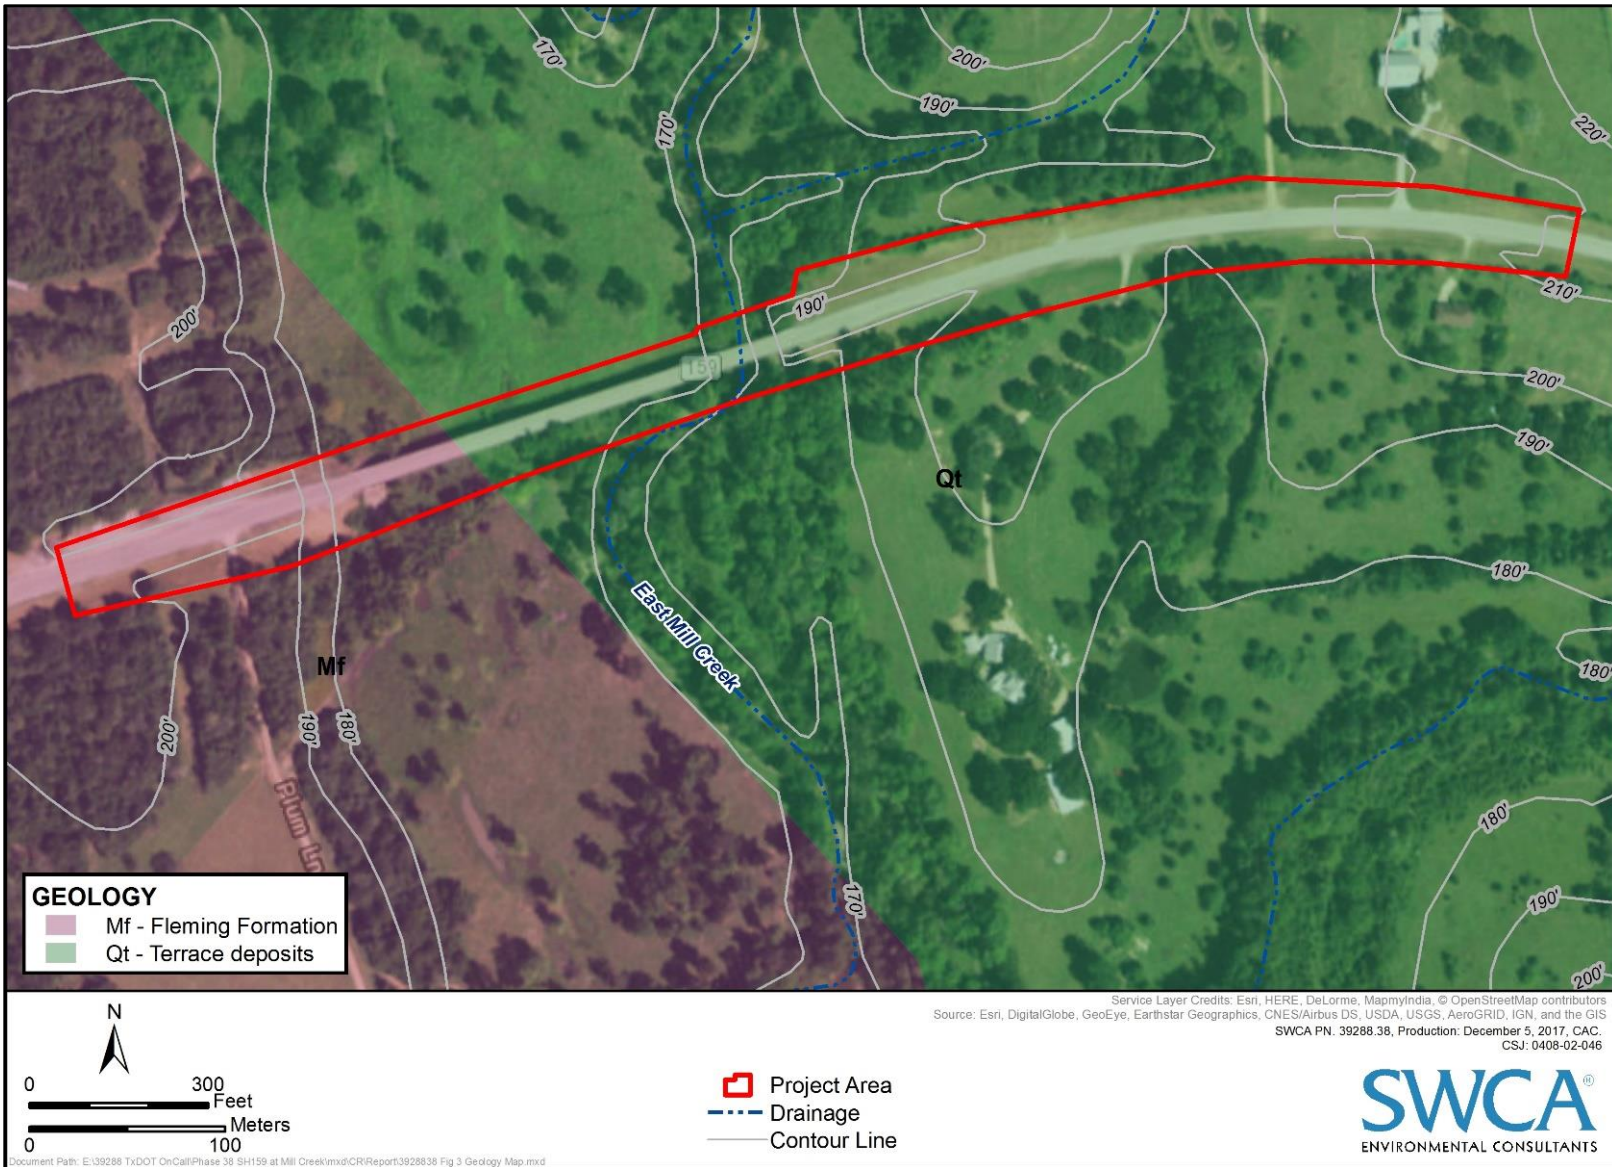 170'
200'
190'
220'
170'
200'
190'
159
210'
200'
190'
Qt
180'
East Mill Creek
180'
Mf
200'
190'
180'
Plum Ln
180'
170'
190'
200'
GEOLOGY
Mf - Fleming Formation
Qt - Terrace deposits
N
0 300
Feet
Meters
0 100
Project Area
Drainage
Contour Line
Service Layer Credits: Esri, HERE, DeLorme, MapmyIndia, © OpenStreetMap contributors
Source: Esri, DigitalGlobe, GeoEye, Earthstar Geographics, CNES/Airbus DS, USDA, USGS, AeroGRID, IGN, and the GIS
SWCA PN. 39288.38, Production: December 5, 2017, CAC.
CSJ: 0408-02-046
SWCA®
ENVIRONMENTAL CONSULTANTS
Document Path: E:\39288 TxDOT OnCall\Phase 38 SH159 at Mill Creek\mxd\CR\Report\3928838 Fig 3 Geology Map.mxd